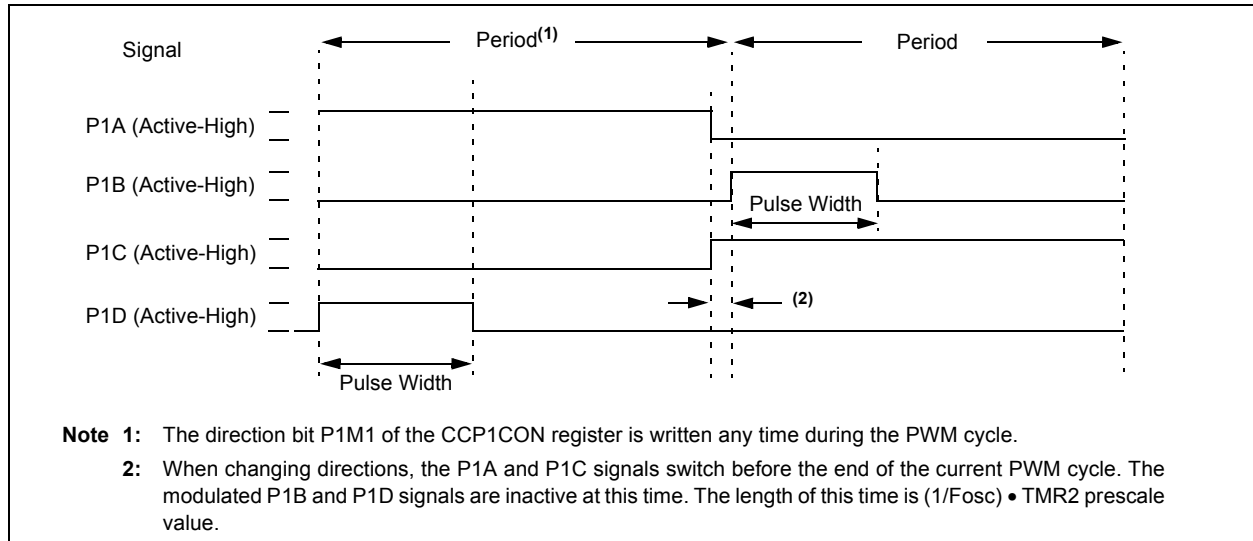 Signal
Period(1)
Period
P1A (Active-High)
P1B (Active-High)
Pulse Width
P1C (Active-High)
(2)
P1D (Active-High)
Pulse Width
Note 1: The direction bit P1M1 of the CCP1CON register is written any time during the PWM cycle.
2: When changing directions, the P1A and P1C signals switch before the end of the current PWM cycle. The
modulated P1B and P1D signals are inactive at this time. The length of this time is (1/Fosc) • TMR2 prescale
value.